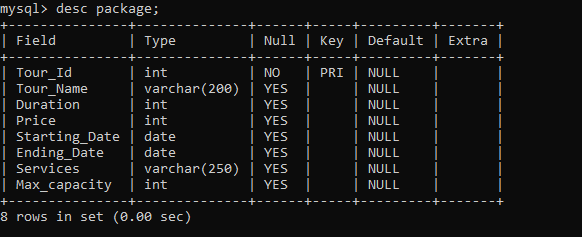 mysql> desc package;
+---------------+--------------+------+-----+---------+-------+
| Field         | Type         | Null | Key | Default | Extra |
+---------------+--------------+------+-----+---------+-------+
| Tour_Id       | int          | NO   | PRI | NULL    |       |
| Tour_Name     | varchar(200) | YES  |     | NULL    |       |
| Duration      | int          | YES  |     | NULL    |       |
| Price         | int          | YES  |     | NULL    |       |
| Starting_Date | date         | YES  |     | NULL    |       |
| Ending_Date   | date         | YES  |     | NULL    |       |
| Services      | varchar(250) | YES  |     | NULL    |       |
| Max_capacity  | int          | YES  |     | NULL    |       |
+---------------+--------------+------+-----+---------+-------+
8 rows in set (0.00 sec)